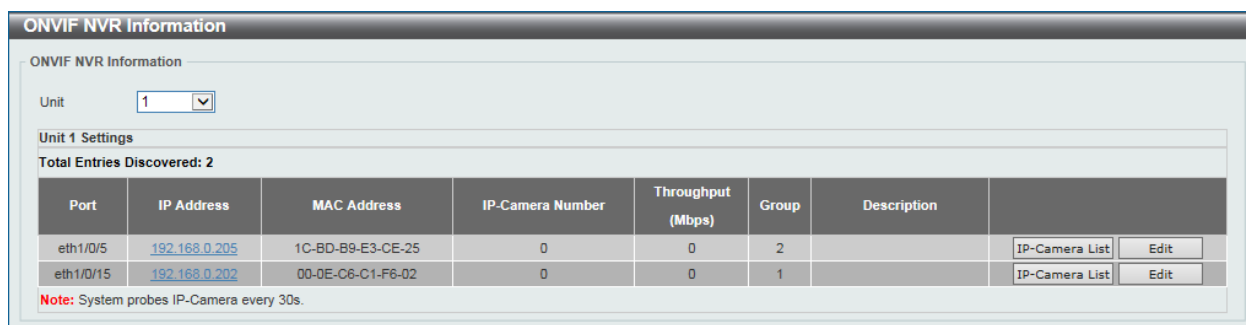 ONVIF NVR Information
ONVIF NVR Information
Unit 1
Unit 1 Settings
Total Entries Discovered: 2
Port IP Address MAC Address IP-Camera Number Throughput (Mbps) Group Description
eth1/0/5 192.168.0.205 1C-BD-B9-E3-CE-25 0 0 2 IP-Camera List Edit
eth1/0/15 192.168.0.202 00-0E-C6-C1-F6-02 0 0 1 IP-Camera List Edit
Note: System probes IP-Camera every 30s.